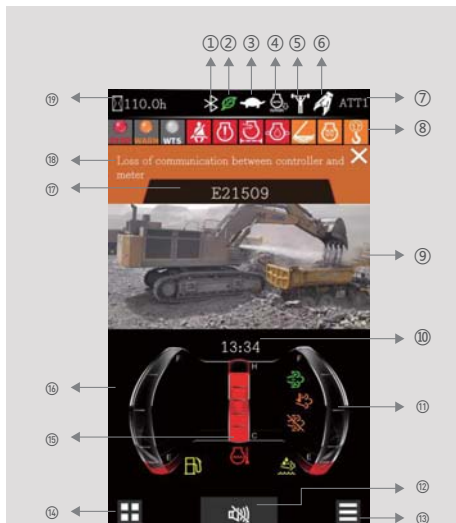 ① ② ③ ④ ⑤ ⑥
⑲ 110.0h ATT1 ⑦
WTS ⑧
⑱ Loss of communication between controller and
meter
⑰ E21509
⑨
13:34 ⑩
F H F
⑯ ⑪
⑮ E C E
⑫
⑭ ⑬